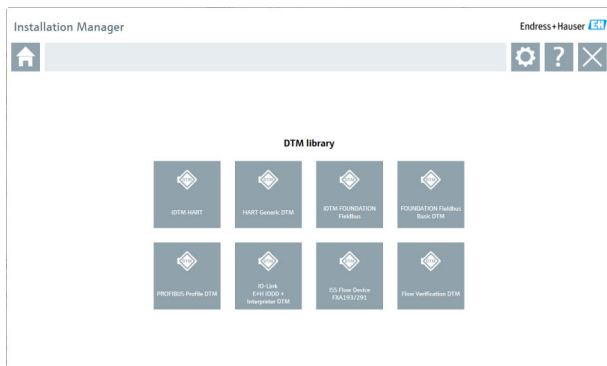 Installation Manager
Endress+Hauser EH
?
DTM library
iDTM HART
HART Generic DTM
iDTM FOUNDATION
Fieldbus
FOUNDATION Fieldbus
Basic DTM
PROFIBUS Profile DTM
IO-Link
E+H IODD +
Interpreter DTM
ISS Flow Device
FXA193/291
Flow Verification DTM